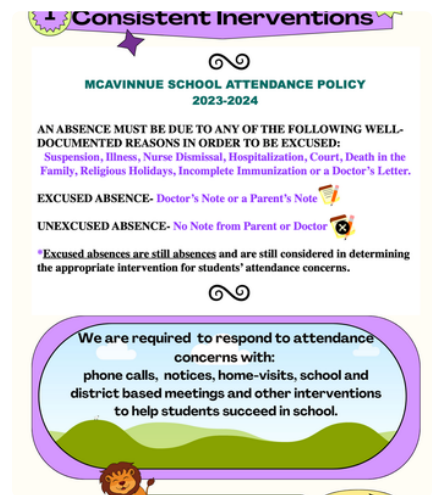 1 Consistent Inerventions
MCAVINNUE SCHOOL ATTENDANCE POLICY
2023-2024
AN ABSENCE MUST BE DUE TO ANY OF THE FOLLOWING WELL-
DOCUMENTED REASONS IN ORDER TO BE EXCUSED:
Suspension, Illness, Nurse Dismissal, Hospitalization, Court, Death in the
Family, Religious Holidays, Incomplete Immunization or a Doctor's Letter.
EXCUSED ABSENCE- Doctor's Note or a Parent's Note
UNEXCUSED ABSENCE- No Note from Parent or Doctor
*Excused absences are still absences and are still considered in determining
the appropriate intervention for students' attendance concerns.
We are required to respond to attendance
concerns with:
phone calls, notices, home-visits, school and
district based meetings and other interventions
to help students succeed in school.